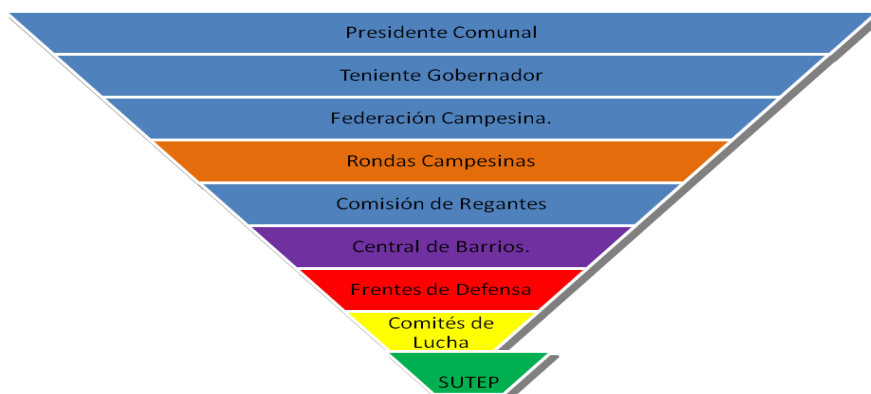 Presidente Comunal
Teniente Gobernador
Federación Campesina.
Rondas Campesinas
Comisión de Regantes
Central de Barrios.
Frentes de Defensa
Comités de
Lucha
SUTEP